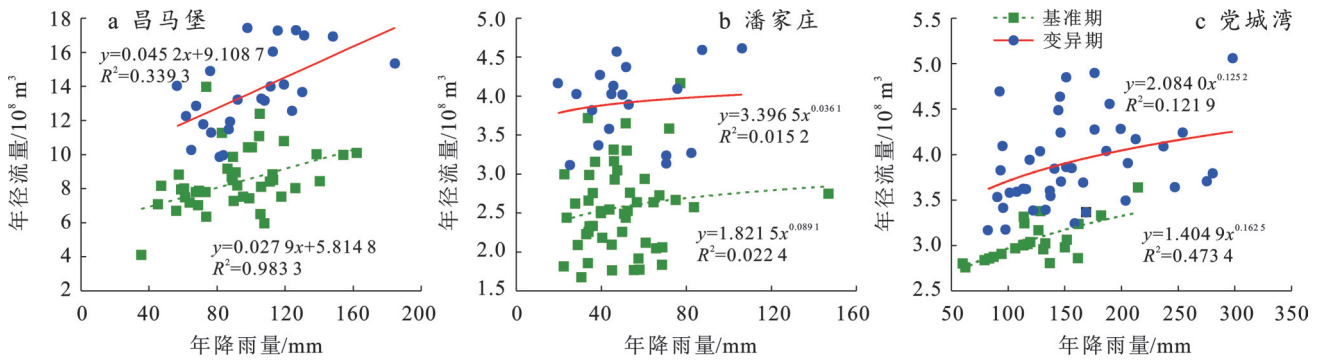 a 昌马堡
年径流量/10⁸ m³
18
16
14
12
10
8
6
4
2
y=0.045 2x+9.108 7
R²=0.339 3
y=0.027 9x+5.814 8
R²=0.983 3
0 40 80 120 160 200
年降雨量/mm
b 潘家庄
年径流量/10⁸ m³
5.0
4.5
4.0
3.5
3.0
2.5
2.0
1.5
y=3.396 5x^0.036 1
R²=0.015 2
y=1.821 5x^0.089 1
R²=0.022 4
0 40 80 120 160
年降雨量/mm
基准期
变异期
c 党城湾
年径流量/10⁸ m³
5.5
5.0
4.5
4.0
3.5
3.0
2.5
y=2.084 0x^0.125 2
R²=0.121 9
y=1.404 9x^0.162 5
R²=0.473 4
50 100 150 200 250 300
年降雨量/mm